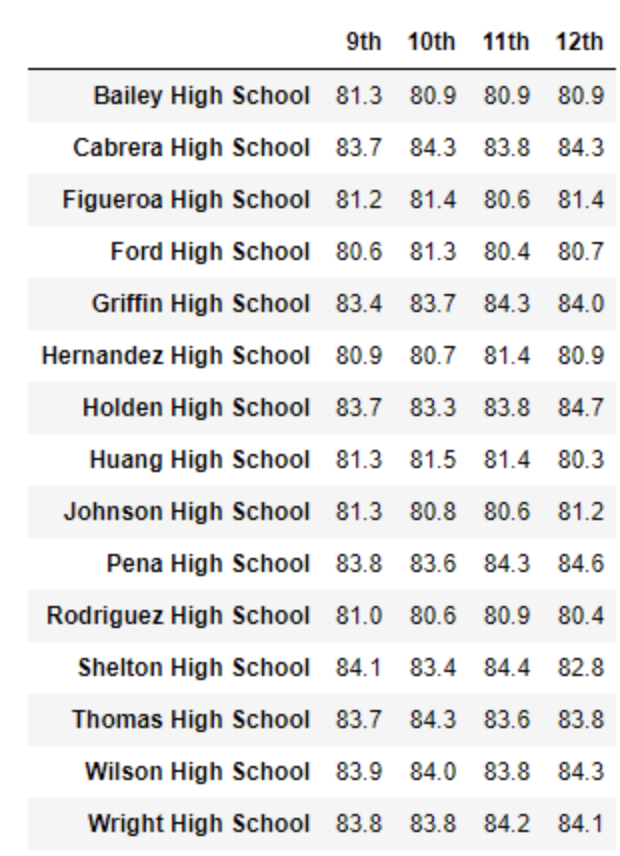 9th 10th 11th 12th
Bailey High School 81.3 80.9 80.9 80.9
Cabrera High School 83.7 84.3 83.8 84.3
Figueroa High School 81.2 81.4 80.6 81.4
Ford High School 80.6 81.3 80.4 80.7
Griffin High School 83.4 83.7 84.3 84.0
Hernandez High School 80.9 80.7 81.4 80.9
Holden High School 83.7 83.3 83.8 84.7
Huang High School 81.3 81.5 81.4 80.3
Johnson High School 81.3 80.8 80.6 81.2
Pena High School 83.8 83.6 84.3 84.6
Rodriguez High School 81.0 80.6 80.9 80.4
Shelton High School 84.1 83.4 84.4 82.8
Thomas High School 83.7 84.3 83.6 83.8
Wilson High School 83.9 84.0 83.8 84.3
Wright High School 83.8 83.8 84.2 84.1